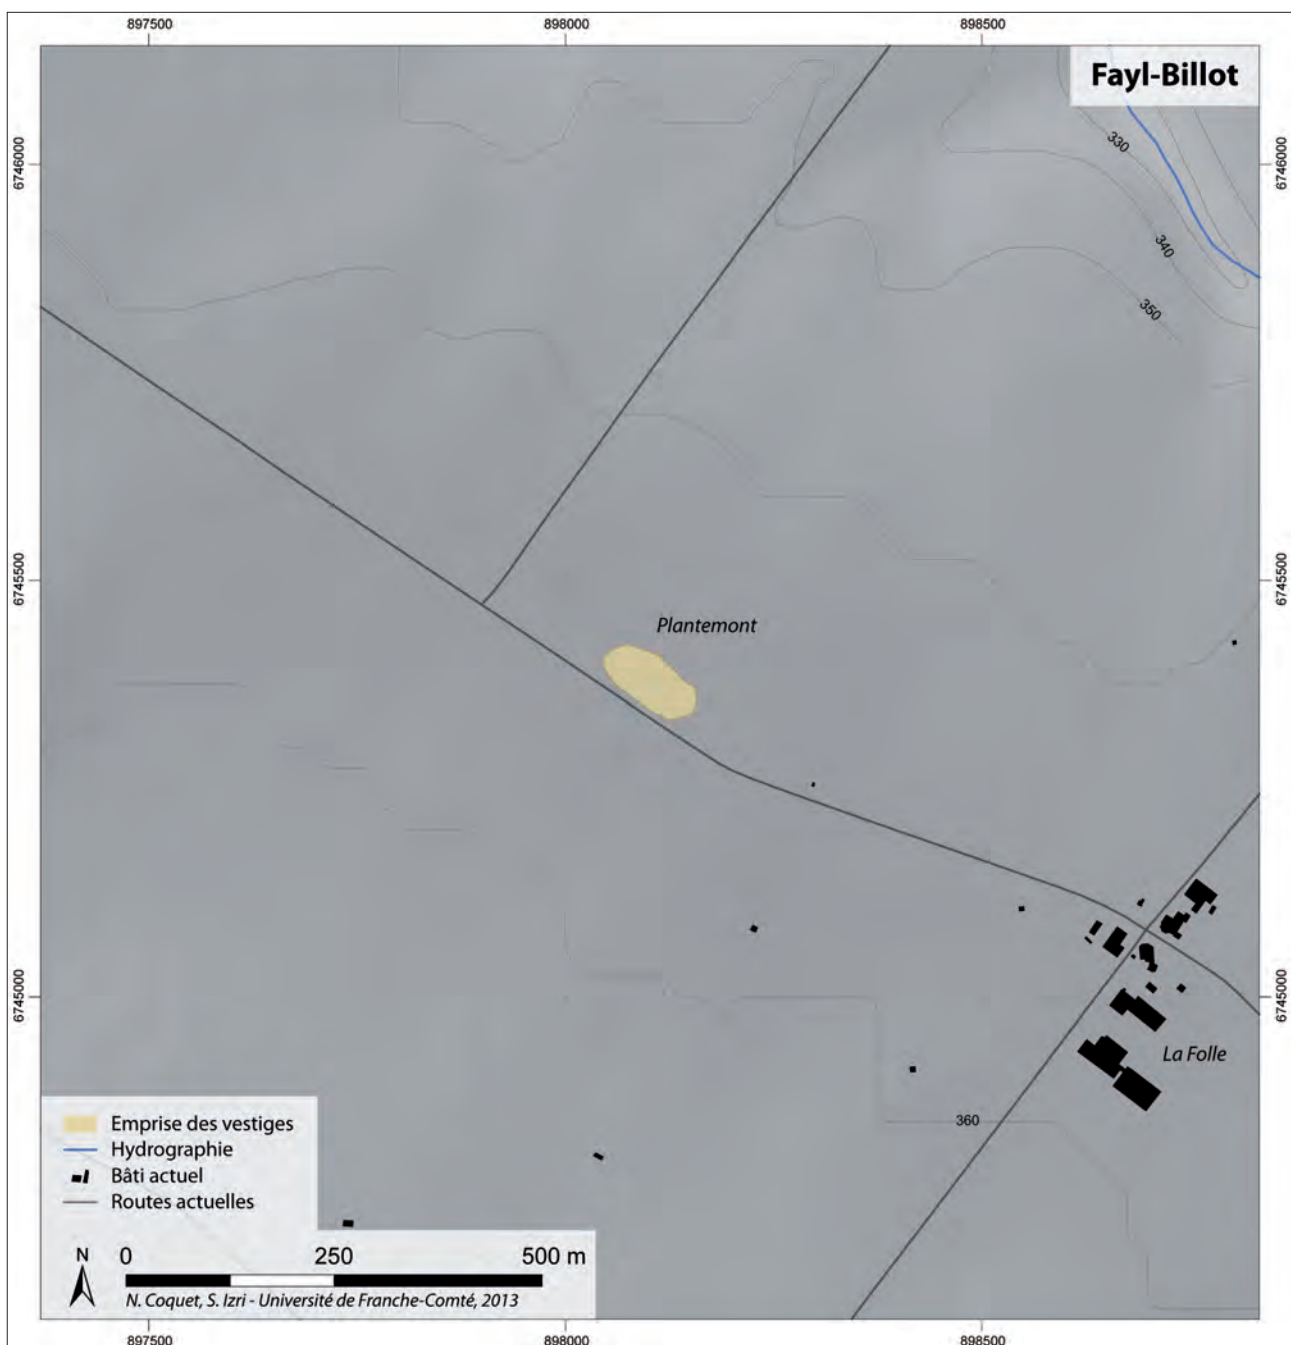 897500 898000 898500
Fayl-Billot
6746000 6746000
330
340
350
6745500 6745500
Plantemont
6745000 6745000
La Folle
360
Emprise des vestiges
Hydrographie
Bâti actuel
Routes actuelles
N 0 250 500 m
N. Coquet, S. Izri - Université de Franche-Comté, 2013
897500 898000 898500